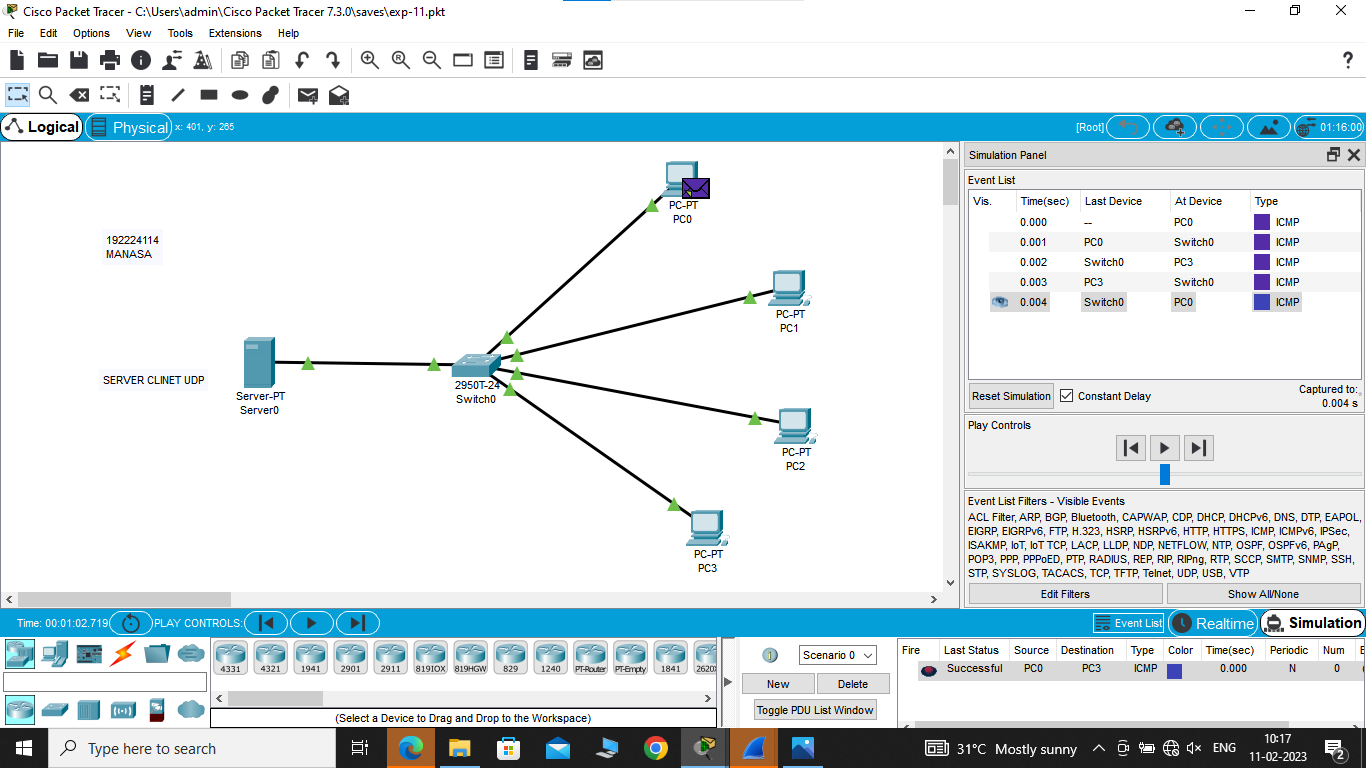 Cisco Packet Tracer - C:\Users\admin\Cisco Packet Tracer 7.3.0\saves\exp-11.pkt
File Edit Options View Tools Extensions Help
Logical Physical x: 401, y: 265 [Root] 01:16:00
Simulation Panel
Event List
Vis. Time(sec) Last Device At Device Type
0.000 -- PC0 ICMP
0.001 PC0 Switch0 ICMP
0.002 Switch0 PC3 ICMP
0.003 PC3 Switch0 ICMP
0.004 Switch0 PC0 ICMP
Reset Simulation Constant Delay Captured to:
0.004 s
Play Controls
Event List Filters - Visible Events
ACL Filter, ARP, BGP, Bluetooth, CAPWAP, CDP, DHCP, DHCPv6, DNS, DTP, EAPOL,
EIGRP, EIGRPv6, FTP, H.323, HSRP, HSRPv6, HTTP, HTTPS, ICMP, ICMPv6, IPSec,
ISAKMP, IoT, IoT TCP, LACP, LLDP, NDP, NETFLOW, NTP, OSPF, OSPFv6, PAgP,
POP3, PPP, PPPoED, PTP, RADIUS, REP, RIP, RIPng, RTP, SCCP, SMTP, SNMP, SSH,
STP, SYSLOG, TACACS, TCP, TFTP, Telnet, UDP, USB, VTP
Edit Filters Show All/None
PC-PT
PC0
192224114
MANASA
PC-PT
PC1
SERVER CLINET UDP
Server-PT
Server0
2950T-24
Switch0
PC-PT
PC2
PC-PT
PC3
Time: 00:01:02.719 PLAY CONTROLS: Event List Realtime Simulation
4331 4321 1941 2901 2911 819IOX 819HGW 829 1240 PT-Router PT-Empty 1841 2620X
(Select a Device to Drag and Drop to the Workspace)
Scenario 0
New Delete
Toggle PDU List Window
Fire Last Status Source Destination Type Color Time(sec) Periodic Num E
Successful PC0 PC3 ICMP 0.000 N 0
Type here to search
31°C Mostly sunny ENG 10:17
11-02-2023 2